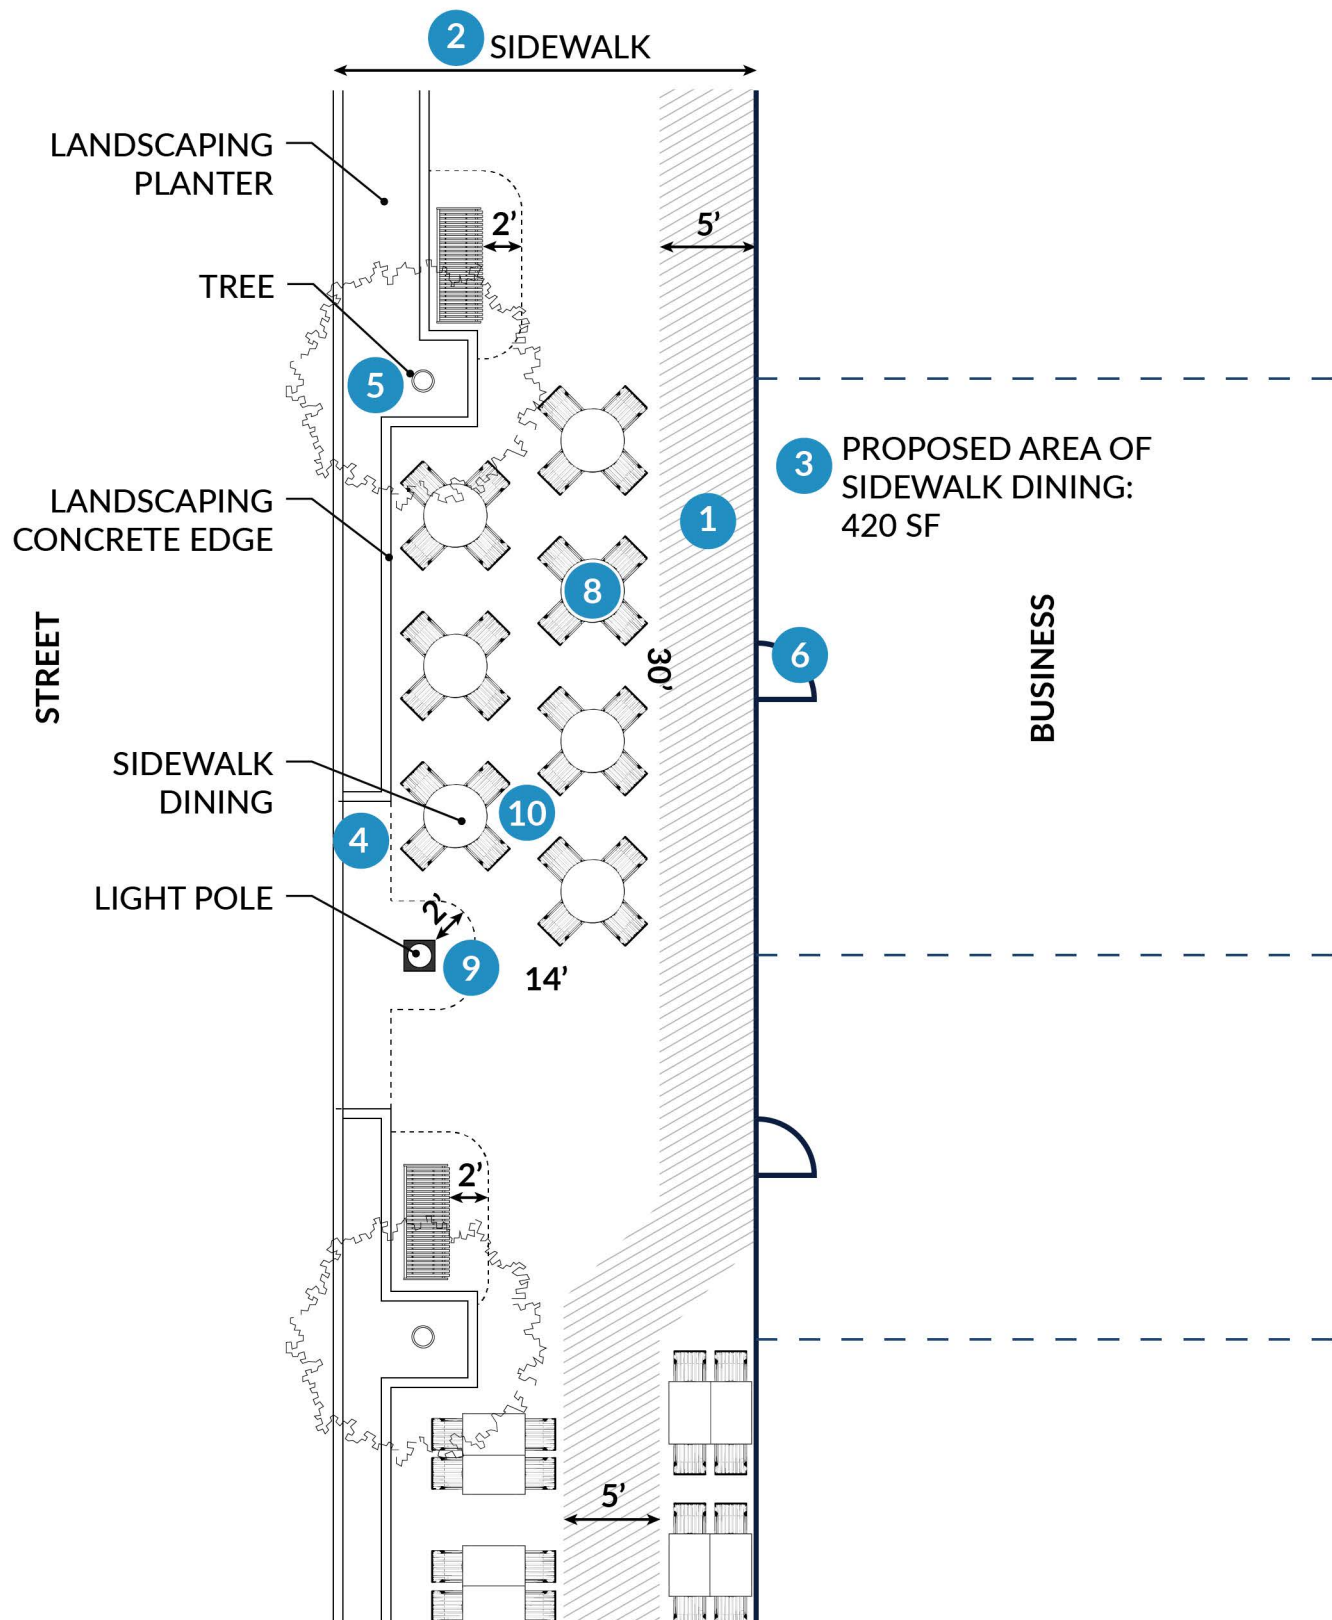 2 SIDEWALK
LANDSCAPING
PLANTER
2’
5’
TREE
5
3 PROPOSED AREA OF
SIDEWALK DINING:
420 SF
LANDSCAPING
CONCRETE EDGE
1
8
STREET
30’
6
BUSINESS
SIDEWALK
DINING
10
4
LIGHT POLE
2’
9
14’
2’
5’